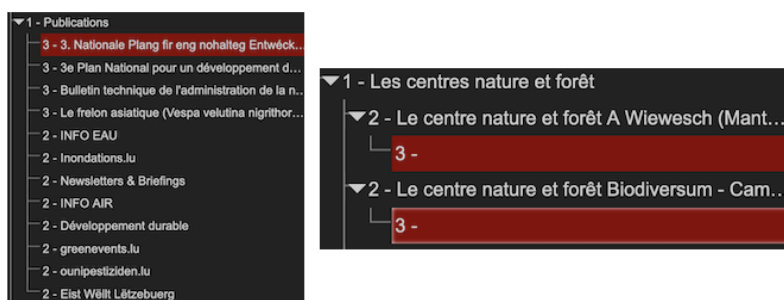 1 - Publications
3 - 3. Nationale Plang fir eng nohalteg Entwéck...
3 - 3e Plan National pour un développement d...
3 - Bulletin technique de l'administration de la n...
3 - Le frelon asiatique (Vespa velutina nigrithor...
2 - INFO EAU
2 - Inondations.lu
2 - Newsletters & Briefings
2 - INFO AIR
2 - Développement durable
2 - greenevents.lu
2 - ounipestiziden.lu
2 - Eist Wëllt Lëtzebuerg
1 - Les centres nature et forêt
2 - Le centre nature et forêt A Wiewesch (Mant...
3 -
2 - Le centre nature et forêt Biodiversum - Cam...
3 -